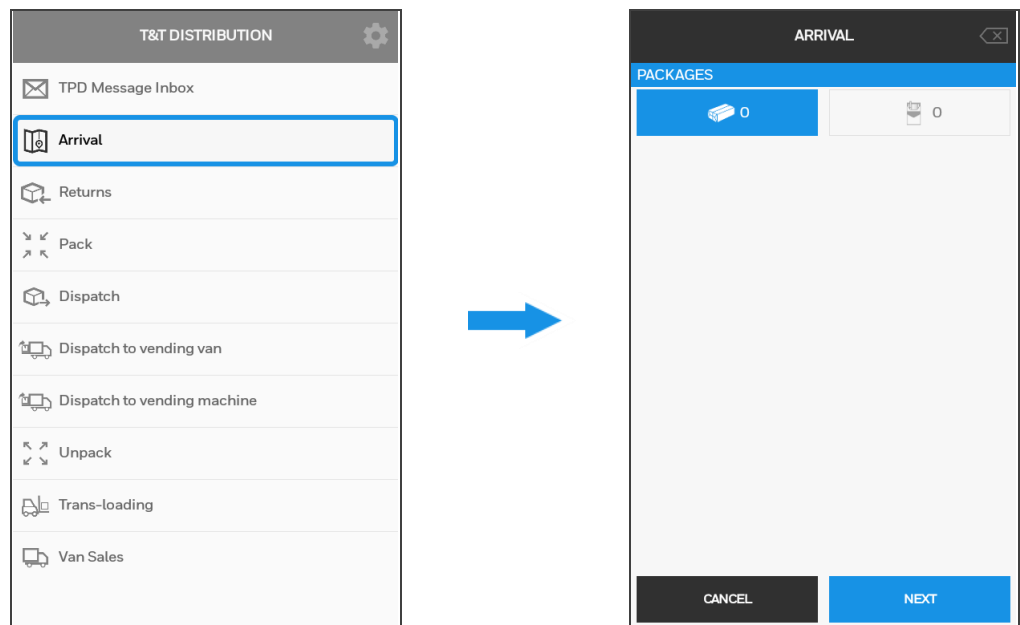 T&T DISTRIBUTION
TPD Message Inbox
Arrival
Returns
Pack
Dispatch
Dispatch to vending van
Dispatch to vending machine
Unpack
Trans-loading
Van Sales
ARRIVAL
PACKAGES
0
0
CANCEL
NEXT